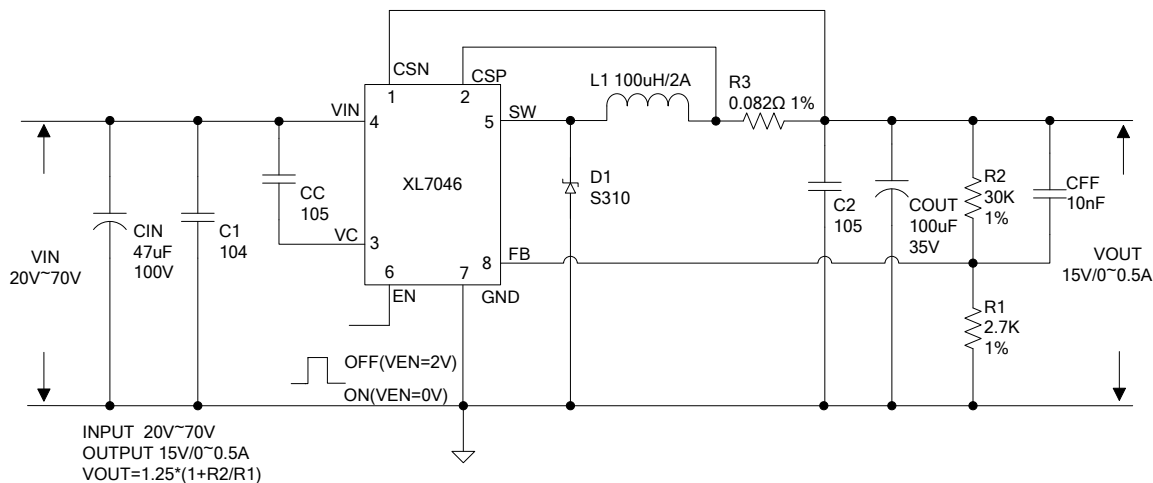 CSN
CSP
1
2
L1 100uH/2A
R3
0.082Ω 1%
VIN
4
5
SW
XL7046
CC
105
VC
3
D1
S310
C2
105
COUT
100uF
35V
R2
30K
1%
CFF
10nF
CIN
47uF
100V
C1
104
VIN
20V~70V
8
FB
6
7
EN
GND
VOUT
15V/0~0.5A
R1
2.7K
1%
OFF(VEN=2V)
ON(VEN=0V)
INPUT 20V~70V
OUTPUT 15V/0~0.5A
VOUT=1.25*(1+R2/R1)